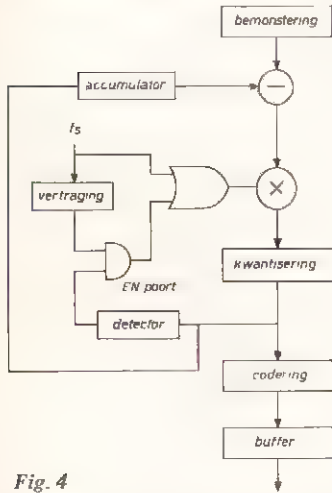 bemonstering
accumulator
−
fs
vertraging
×
EN poort
kwantisering
detector
codering
buffer
Fig. 4